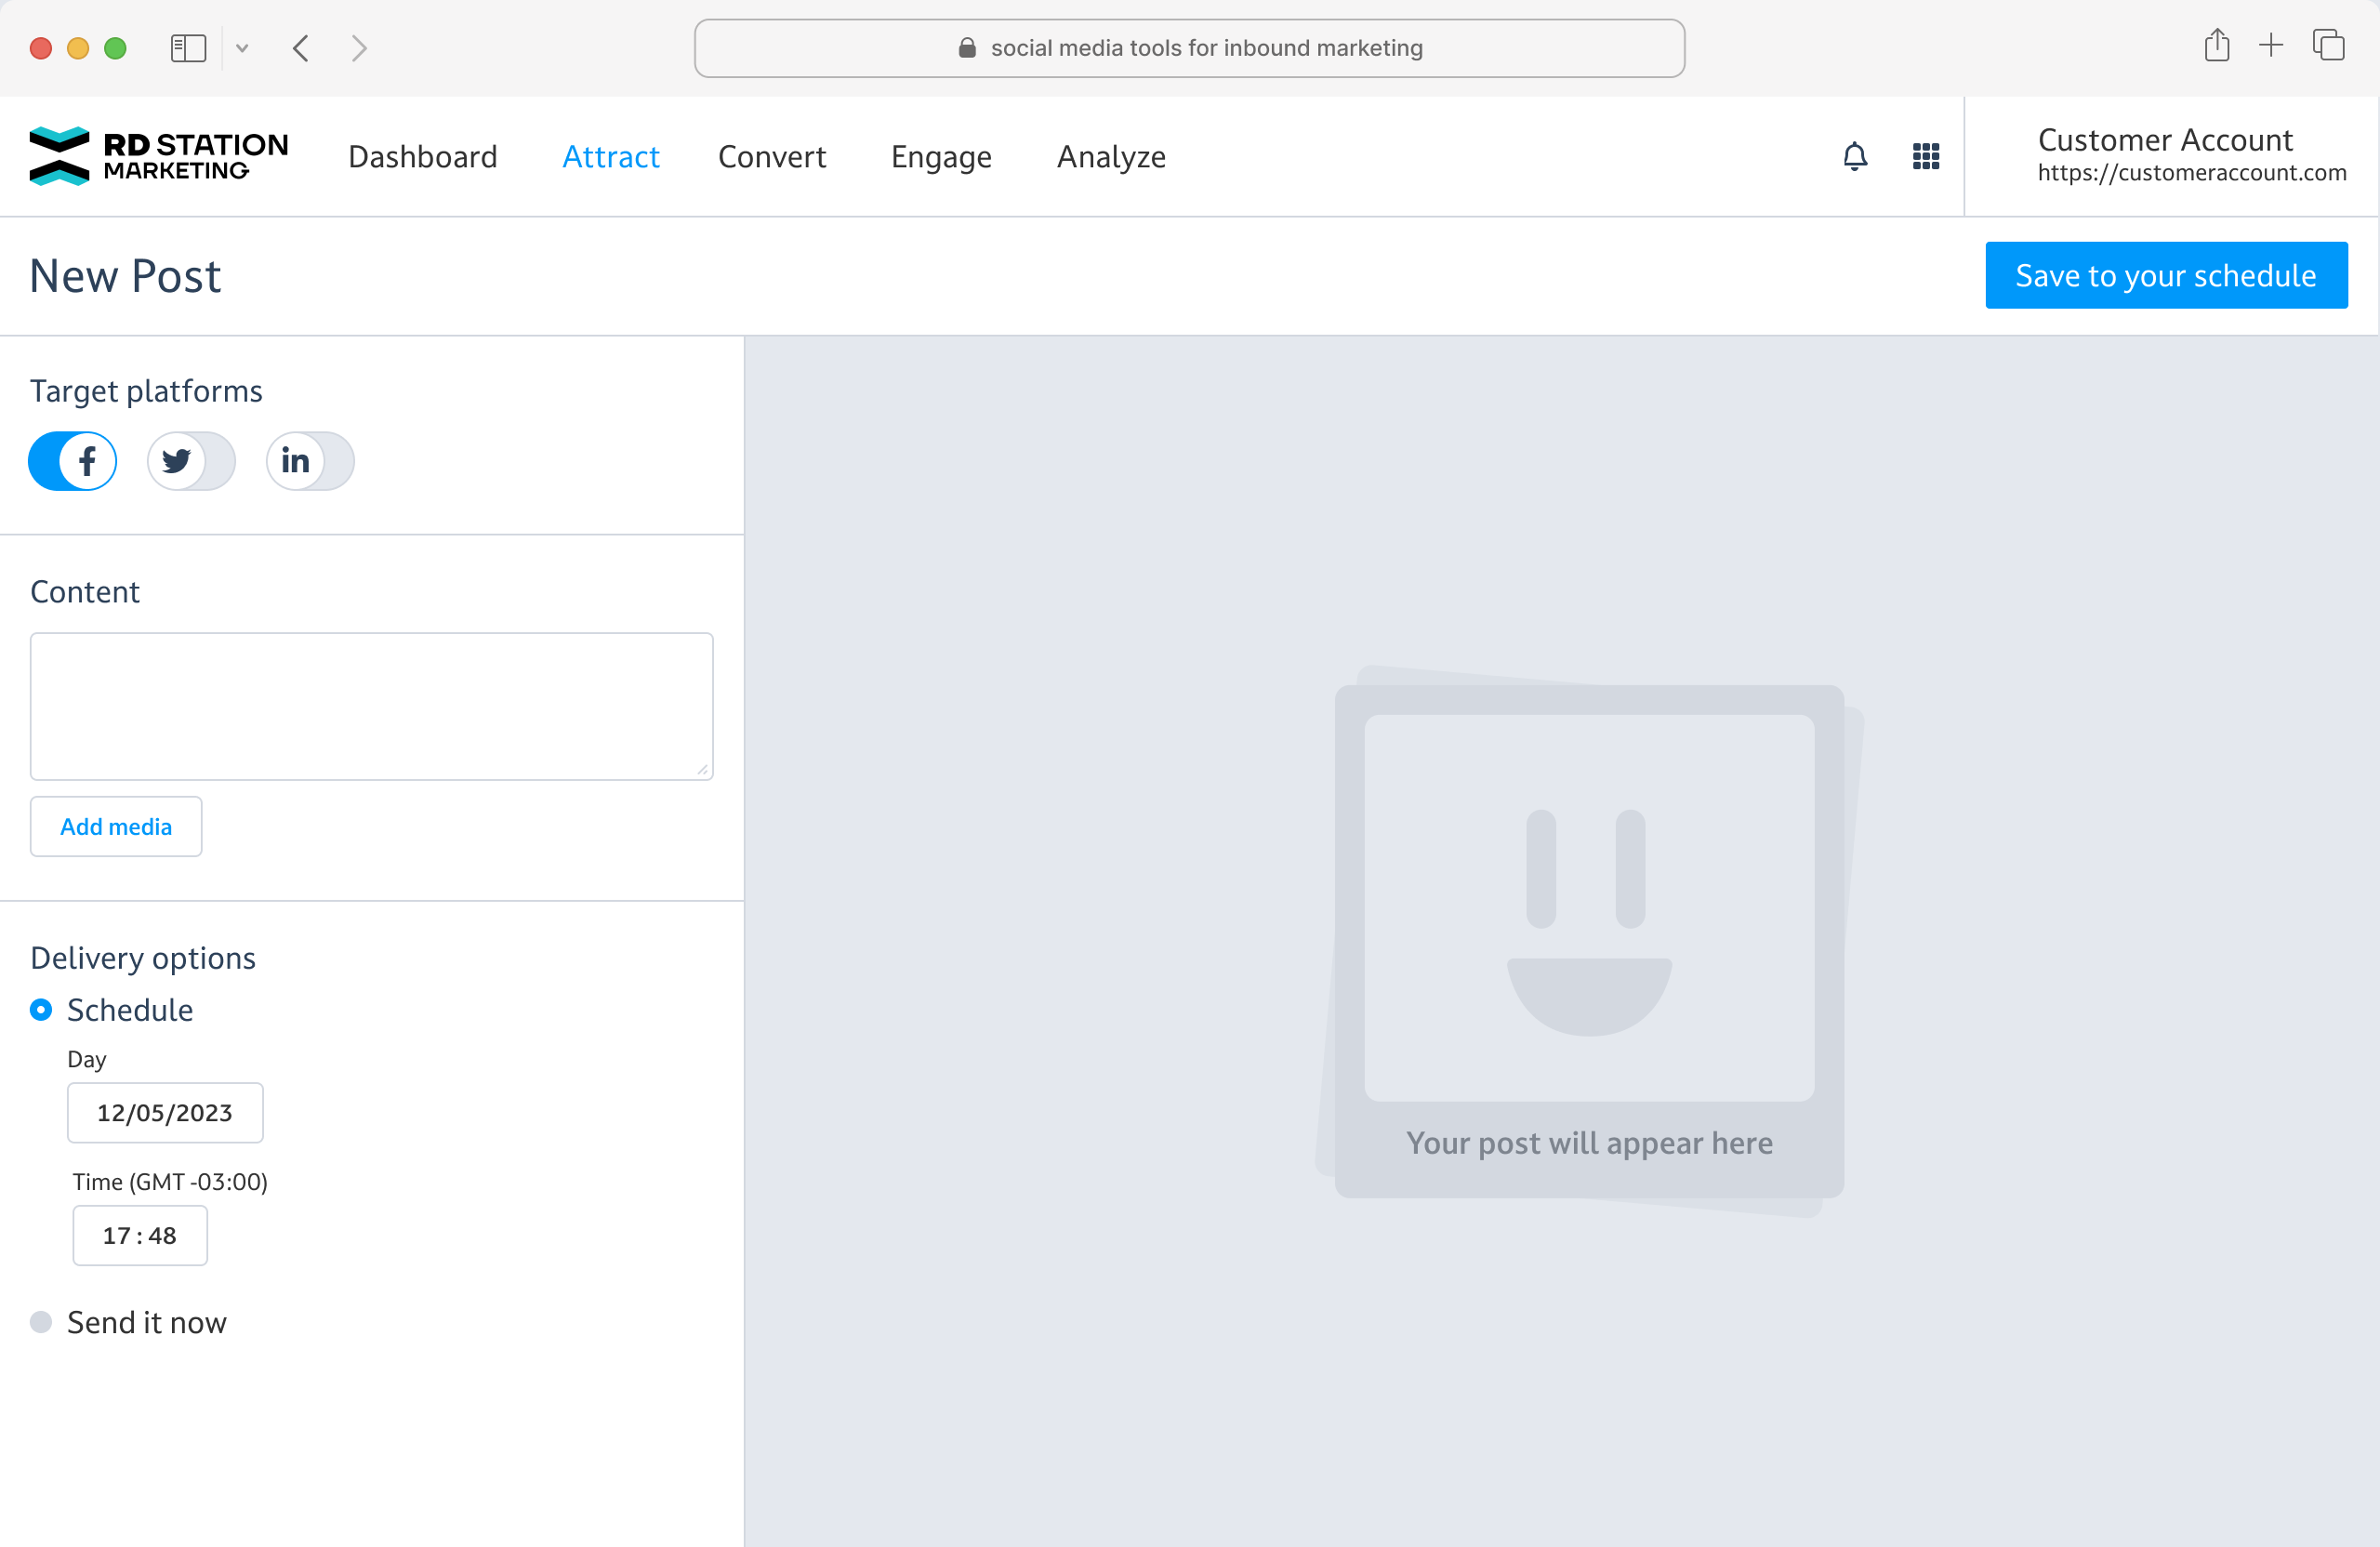 social media tools for inbound marketing
RD STATION
MARKETING
Dashboard
Attract
Convert
Engage
Analyze
Customer Account
https://customeraccount.com
New Post
Save to your schedule
Target platforms
f
in
Content
Add media
Delivery options
Schedule
Day
12/05/2023
Time (GMT -03:00)
17 : 48
Send it now
Your post will appear here